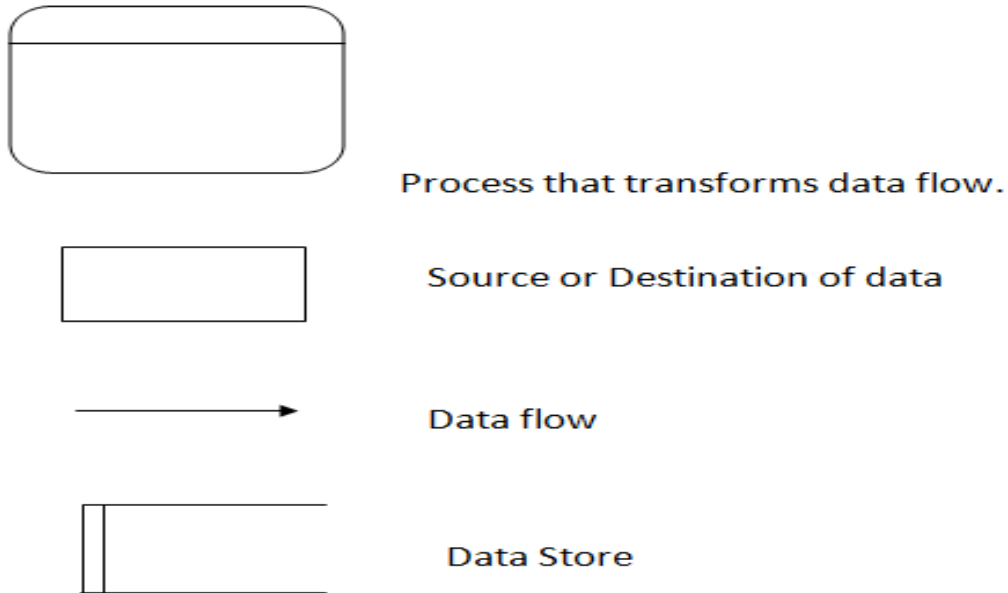 Process that transforms data flow.
Source or Destination of data
Data flow
Data Store